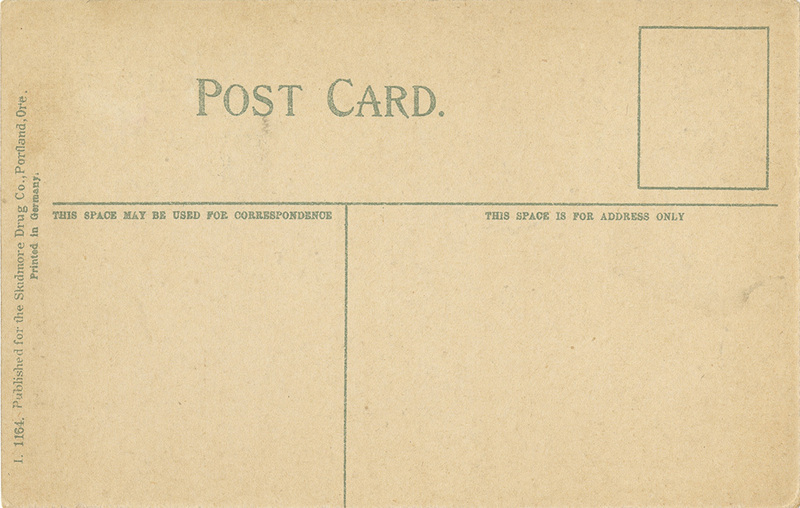 POST CARD.
THIS SPACE MAY BE USED FOR CORRESPONDENCE
THIS SPACE IS FOR ADDRESS ONLY
I. 1164. Published for the Skidmore Drug Co., Portland, Ore.
Printed in Germany.